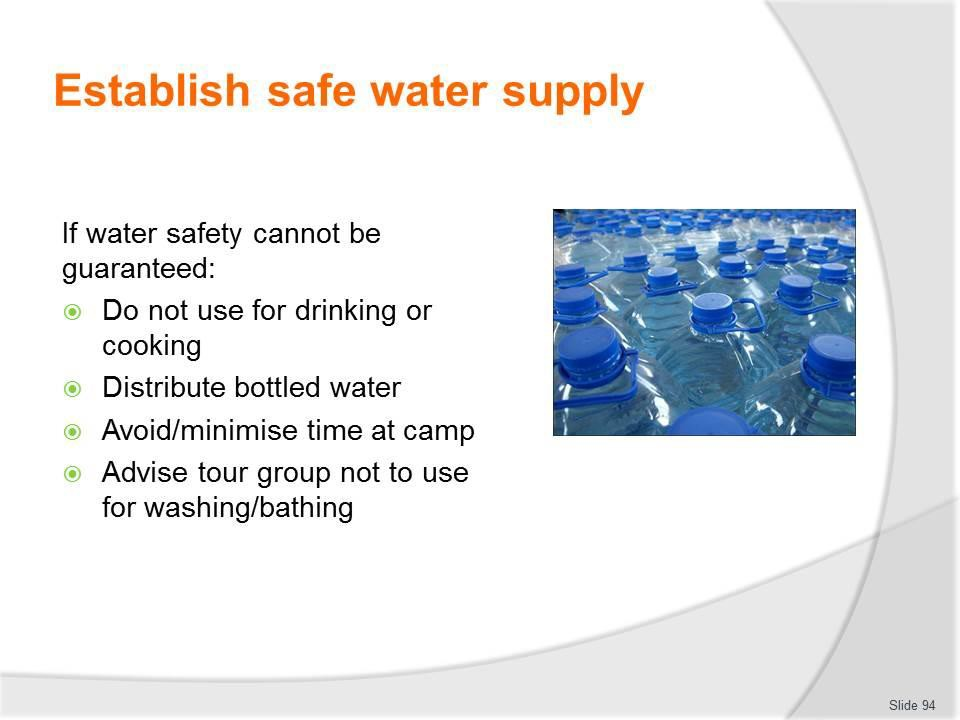 Establish safe water supply
If water safety cannot be
guaranteed:
Do not use for drinking or
cooking
Distribute bottled water
Avoid/minimise time at camp
Advise tour group not to use
for washing/bathing
Slide 94